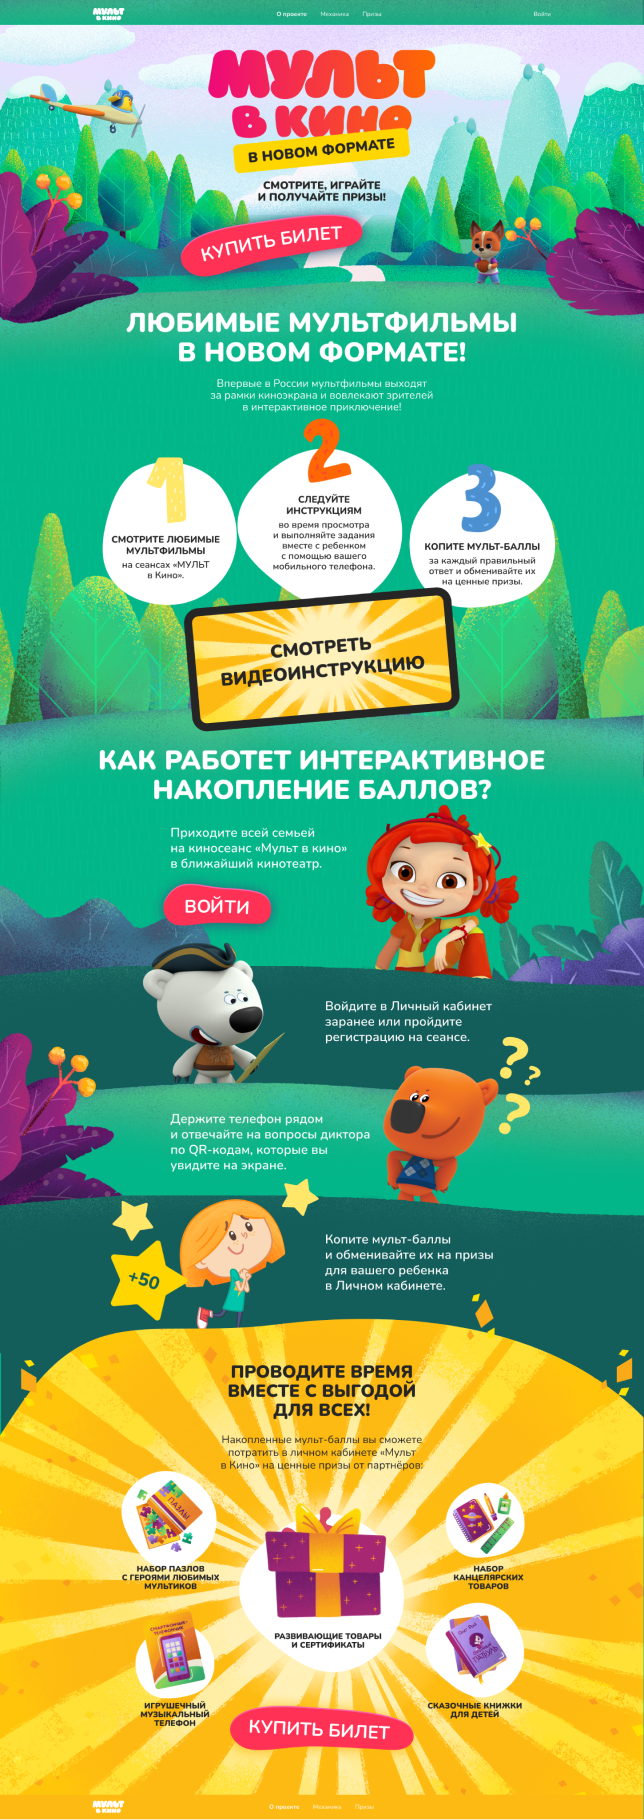 МУЛЬТ
В КИНО
О проекте Механика Призы
Войти
МУЛЬТ
В КИНО
В НОВОМ ФОРМАТЕ
СМОТРИТЕ, ИГРАЙТЕ
И ПОЛУЧАЙТЕ ПРИЗЫ!
КУПИТЬ БИЛЕТ
ЛЮБИМЫЕ МУЛЬТФИЛЬМЫ
В НОВОМ ФОРМАТЕ!
Впервые в России мультфильмы выходят
за рамки киноэкрана и вовлекают зрителей
в интерактивное приключение!
1
СМОТРИТЕ ЛЮБИМЫЕ
МУЛЬТФИЛЬМЫ
на сеансах «МУЛЬТ
в Кино».
2
СЛЕДУЙТЕ
ИНСТРУКЦИЯМ
во время просмотра
и выполняйте задания
вместе с ребенком
с помощью вашего
мобильного телефона.
3
КОПИТЕ МУЛЬТ-БАЛЛЫ
за каждый правильный
ответ и обменивайте их
на ценные призы.
СМОТРЕТЬ
ВИДЕОИНСТРУКЦИЮ
КАК РАБОТЕТ ИНТЕРАКТИВНОЕ
НАКОПЛЕНИЕ БАЛЛОВ?
Приходите всей семьей
на киносеанс «Мульт в кино»
в ближайший кинотеатр.
ВОЙТИ
Войдите в Личный кабинет
заранее или пройдите
регистрацию на сеансе.
? ? ?
Держите телефон рядом
и отвечайте на вопросы диктора
по QR-кодам, которые вы
увидите на экране.
+50
Копите мульт-баллы
и обменивайте их на призы
для вашего ребенка
в Личном кабинете.
ПРОВОДИТЕ ВРЕМЯ
ВМЕСТЕ С ВЫГОДОЙ
ДЛЯ ВСЕХ!
Накопленные мульт-баллы вы сможете
потратить в личном кабинете «Мульт
в Кино» на ценные призы от партнёров:
ПАЗЛЫ
НАБОР ПАЗЛОВ
С ГЕРОЯМИ ЛЮБИМЫХ
МУЛЬТИКОВ
НАБОР
КАНЦЕЛЯРСКИХ
ТОВАРОВ
РАЗВИВАЮЩИЕ ТОВАРЫ
И СЕРТИФИКАТЫ
ИГРУШЕЧНЫЙ
МУЗЫКАЛЬНЫЙ
ТЕЛЕФОН
СКАЗОЧНЫЕ КНИЖКИ
ДЛЯ ДЕТЕЙ
КУПИТЬ БИЛЕТ
МУЛЬТ
В КИНО
О проекте Механика Призы